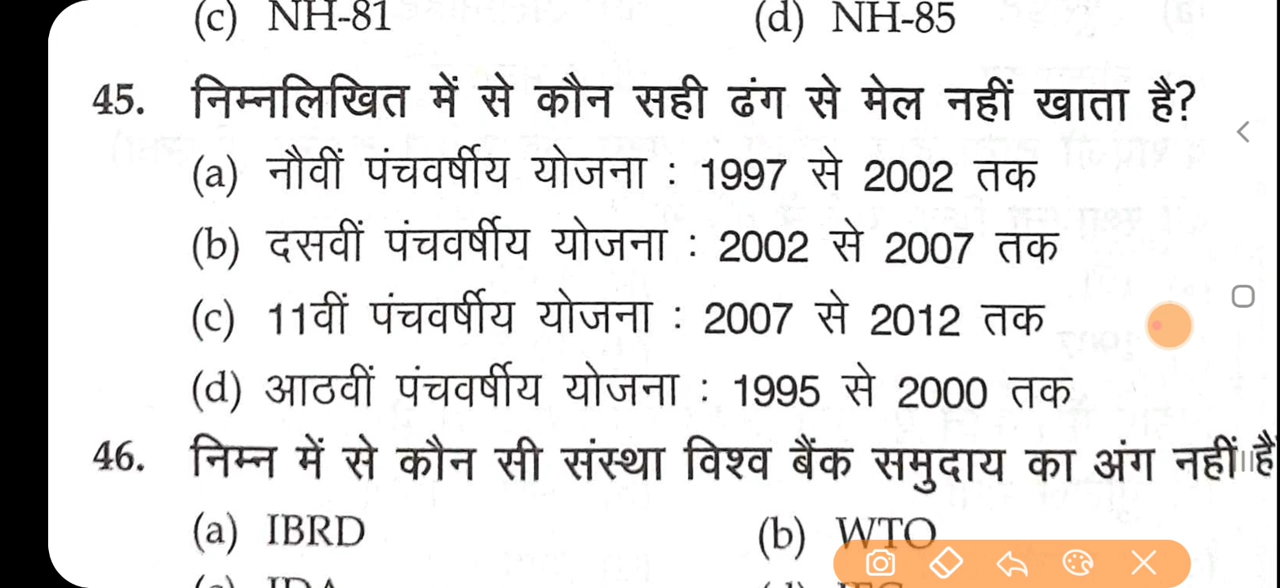 (c) NH-81 (d) NH-85
45. निम्नलिखित में से कौन सही ढंग से मेल नहीं खाता है?
(a) नौवीं पंचवर्षीय योजना : 1997 से 2002 तक
(b) दसवीं पंचवर्षीय योजना : 2002 से 2007 तक
(c) 11वीं पंचवर्षीय योजना : 2007 से 2012 तक
(d) आठवीं पंचवर्षीय योजना : 1995 से 2000 तक
46. निम्न में से कौन सी संस्था विश्व बैंक समुदाय का अंग नहीं है
(a) IBRD (b) WTO